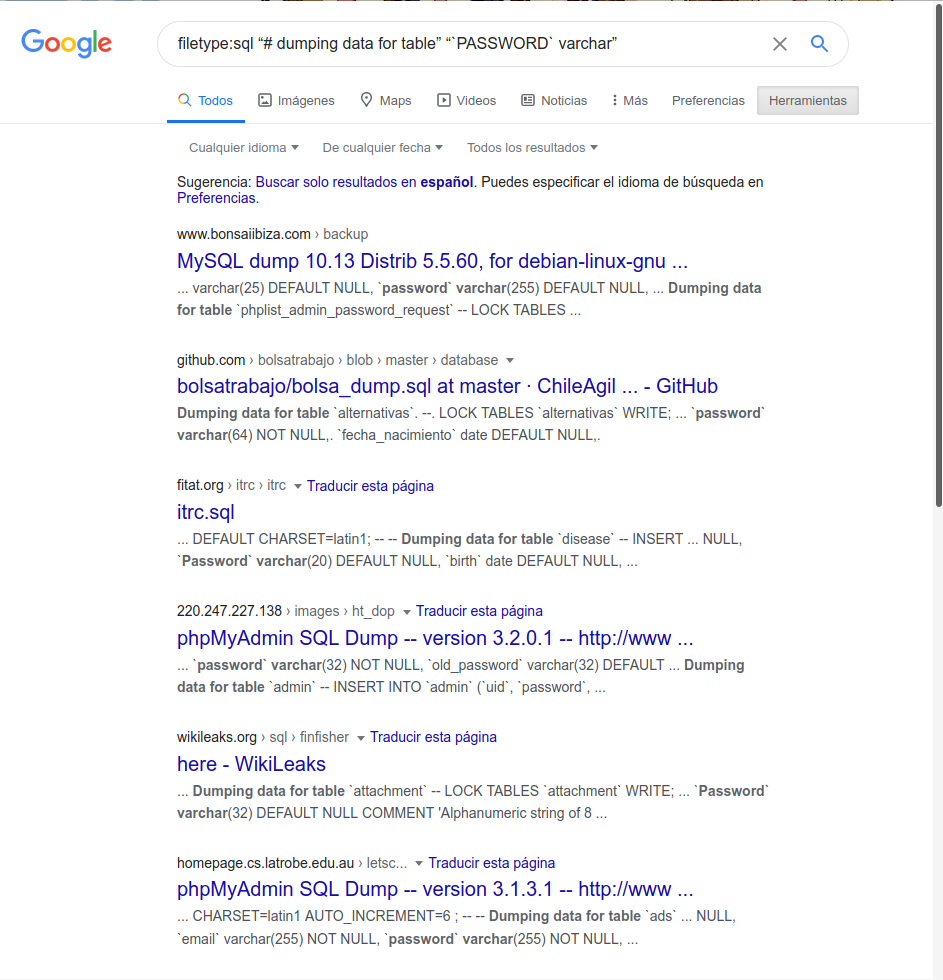 Google
filetype:sql “# dumping data for table” “`PASSWORD` varchar”
Todos Imágenes Maps Videos Noticias Más Preferencias Herramientas
Cualquier idioma De cualquier fecha Todos los resultados
Sugerencia: Buscar solo resultados en español. Puedes especificar el idioma de búsqueda en
Preferencias.
www.bonsaiibiza.com › backup
MySQL dump 10.13 Distrib 5.5.60, for debian-linux-gnu ...
... varchar(25) DEFAULT NULL, `password` varchar(255) DEFAULT NULL, ... Dumping data
for table `phplist_admin_password_request` -- LOCK TABLES ...
github.com › bolsatrabajo › blob › master › database
bolsatrabajo/bolsa_dump.sql at master · ChileAgil ... - GitHub
Dumping data for table `alternativas`. --. LOCK TABLES `alternativas` WRITE; ... `password`
varchar(64) NOT NULL,. `fecha_nacimiento` date DEFAULT NULL,.
fitat.org › itrc › itrc Traducir esta página
itrc.sql
... DEFAULT CHARSET=latin1; -- -- Dumping data for table `disease` -- INSERT ... NULL,
`Password` varchar(20) DEFAULT NULL, `birth` date DEFAULT NULL, ...
220.247.227.138 › images › ht_dop Traducir esta página
phpMyAdmin SQL Dump -- version 3.2.0.1 -- http://www ...
... `password` varchar(32) NOT NULL, `old_password` varchar(32) DEFAULT ... Dumping
data for table `admin` -- INSERT INTO `admin` (`uid`, `password`, ...
wikileaks.org › sql › finfisher Traducir esta página
here - WikiLeaks
... Dumping data for table `attachment` -- LOCK TABLES `attachment` WRITE; ... `Password`
varchar(32) DEFAULT NULL COMMENT 'Alphanumeric string of 8 ...
homepage.cs.latrobe.edu.au › letsc... Traducir esta página
phpMyAdmin SQL Dump -- version 3.1.3.1 -- http://www ...
... CHARSET=latin1 AUTO_INCREMENT=6 ; -- -- Dumping data for table `ads` ... NULL,
`email` varchar(255) NOT NULL, `password` varchar(255) NOT NULL, ...